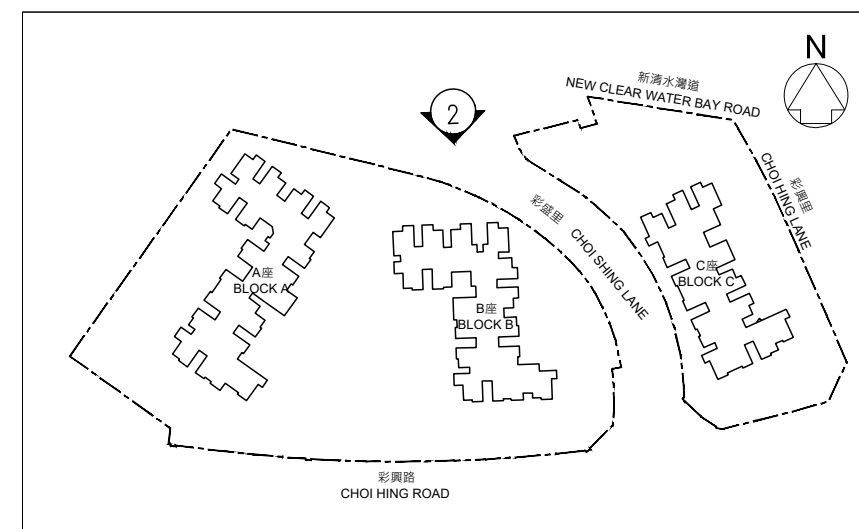 N
新清水灣道
NEW CLEAR WATER BAY ROAD
2
彩興里
CHOI HING LANE
彩盛里
CHOI SHING LANE
A座
BLOCK A
B座
BLOCK B
C座
BLOCK C
彩興路
CHOI HING ROAD